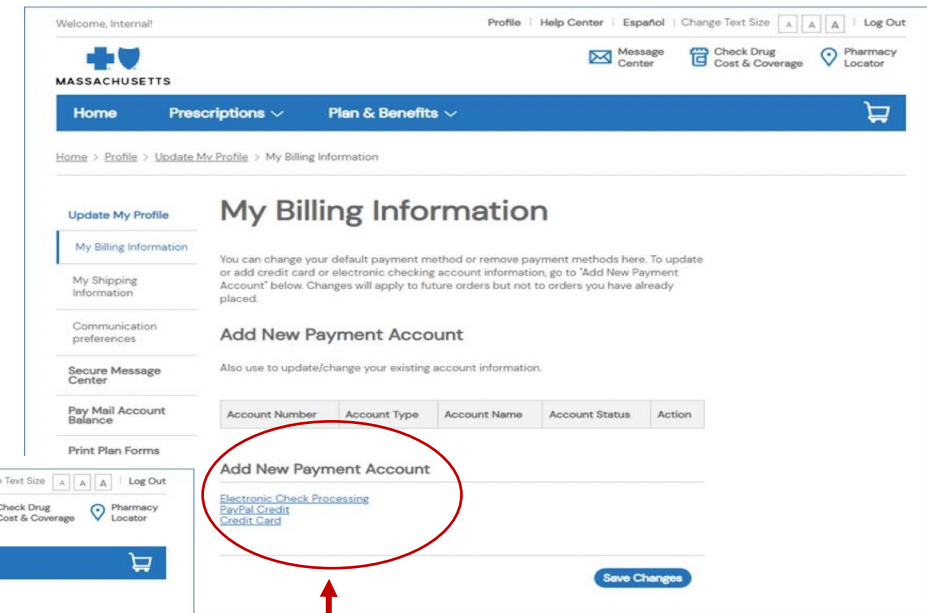 Welcome, Internal!
Profile | Help Center | Español | Change Text Size A A A | Log Out
MASSACHUSETTS
Message Center
Check Drug Cost & Coverage
Pharmacy Locator
Home Prescriptions Plan & Benefits
Home > Profile > Update My Profile > My Billing Information
Update My Profile
My Billing Information
My Shipping
Information
Communication
preferences
Secure Message
Center
Pay Mail Account
Balance
Print Plan Forms
My Billing Information
You can change your default payment method or remove payment methods here. To update
or add credit card or electronic checking account information, go to "Add New Payment
Account" below. Changes will apply to future orders but not to orders you have already
placed.
Add New Payment Account
Also use to update/change your existing account information.
Account Number Account Type Account Name Account Status Action
Add New Payment Account
Electronic Check Processing
PayPal Credit
Credit Card
Save Changes
Text Size A A A | Log Out
Check Drug
Cost & Coverage
Pharmacy
Locator